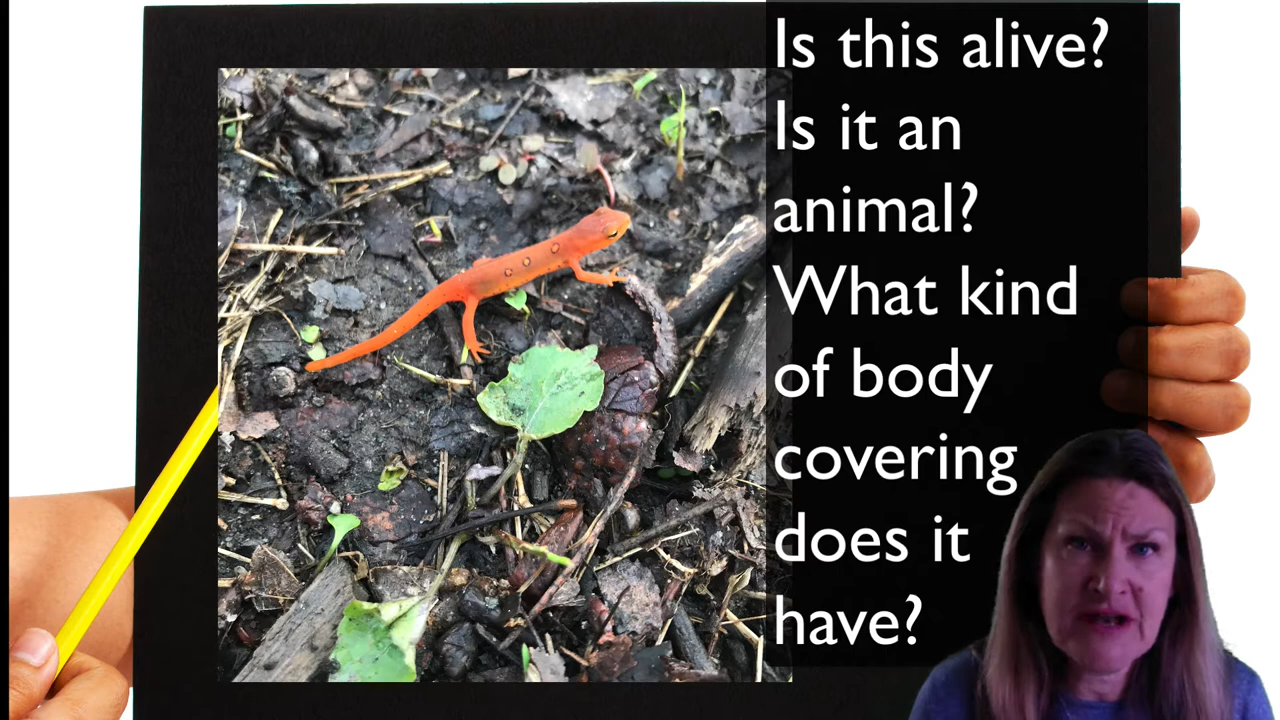 Is this alive?
Is it an
animal?
What kind
of body
covering
does it
have?